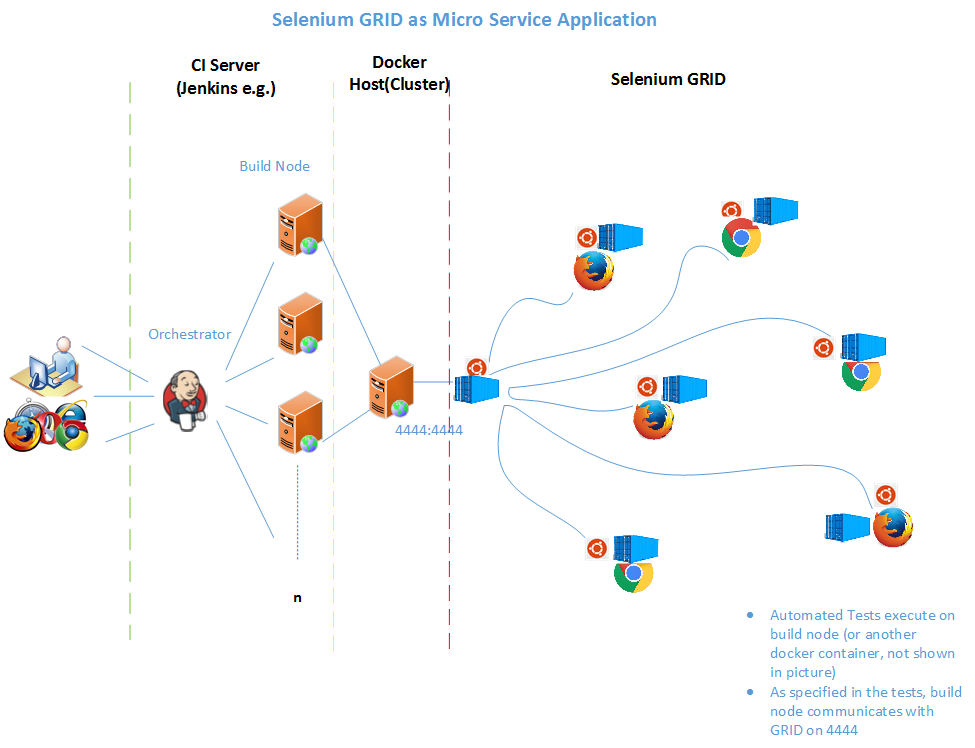 Selenium GRID as Micro Service Application
CI Server
(Jenkins e.g.)
Docker
Host(Cluster)
Selenium GRID
Build Node
Orchestrator
4444:4444
n
• Automated Tests execute on
build node (or another
docker container, not shown
in picture)
• As specified in the tests, build
node communicates with
GRID on 4444